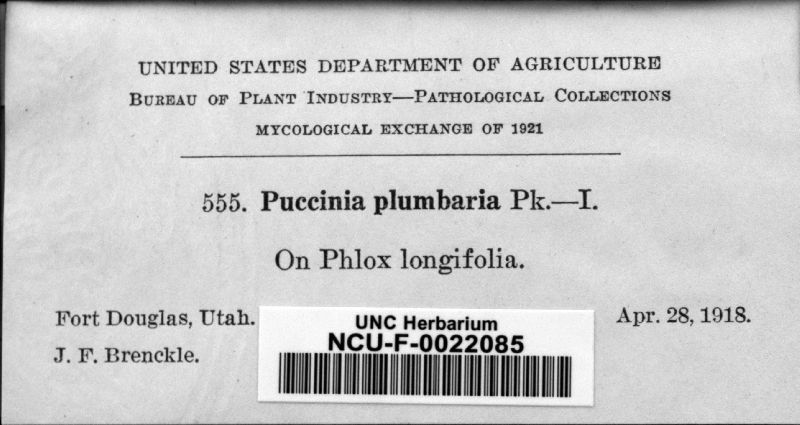 UNITED STATES DEPARTMENT OF AGRICULTURE
BUREAU OF PLANT INDUSTRY—PATHOLOGICAL COLLECTIONS
MYCOLOGICAL EXCHANGE OF 1921
555. Puccinia plumbaria Pk.—I.
On Phlox longifolia.
Fort Douglas, Utah.
Apr. 28, 1918.
J. F. Brenckle.
UNC Herbarium
NCU-F-0022085